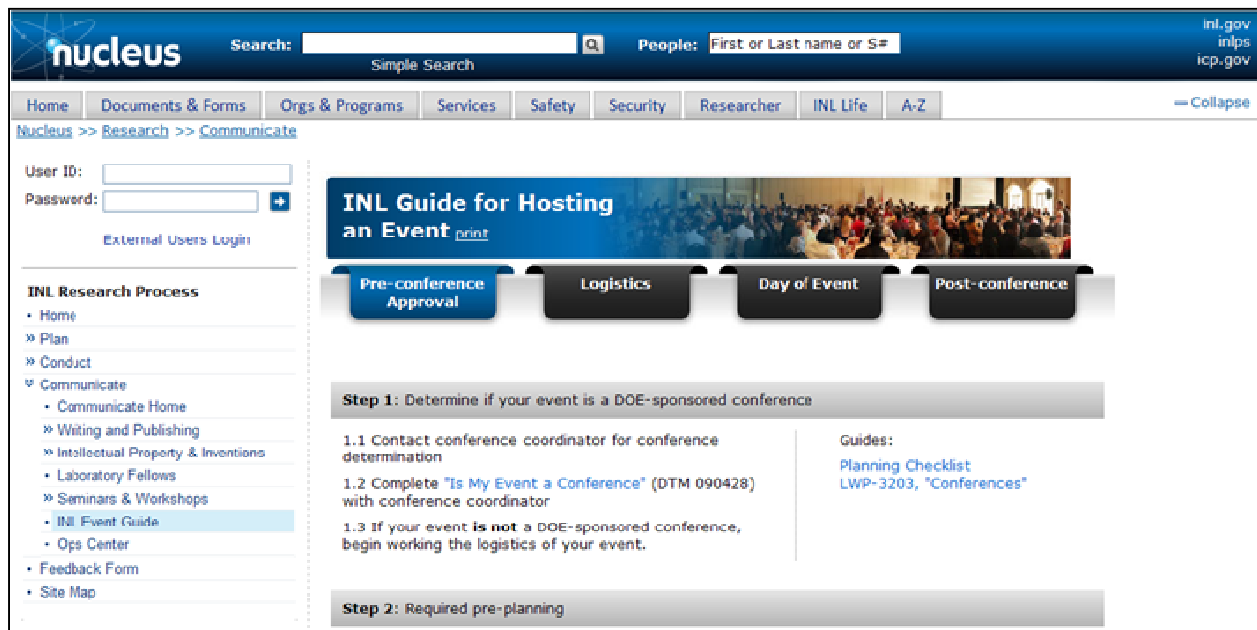 nucleus
Search:
People: First or Last name or S#
Simple Search
inl.gov
inlps
icp.gov
Home Documents & Forms Orgs & Programs Services Safety Security Researcher INL Life A-Z
Collapse
Nucleus >> Research >> Communicate
User ID:
Password:
External Users Login
INL Research Process
• Home
» Plan
» Conduct
Communicate
• Communicate Home
» Writing and Publishing
» Intellectual Property & Inventions
• Laboratory Fellows
» Seminars & Workshops
• INL Event Guide
• Ops Center
• Feedback Form
• Site Map
INL Guide for Hosting
an Event print
Pre-conference
Approval
Logistics
Day of Event
Post-conference
Step 1: Determine if your event is a DOE-sponsored conference
1.1 Contact conference coordinator for conference
determination
1.2 Complete "Is My Event a Conference" (DTM 090428)
with conference coordinator
1.3 If your event is not a DOE-sponsored conference,
begin working the logistics of your event.
Guides:
Planning Checklist
LWP-3203, "Conferences"
Step 2: Required pre-planning